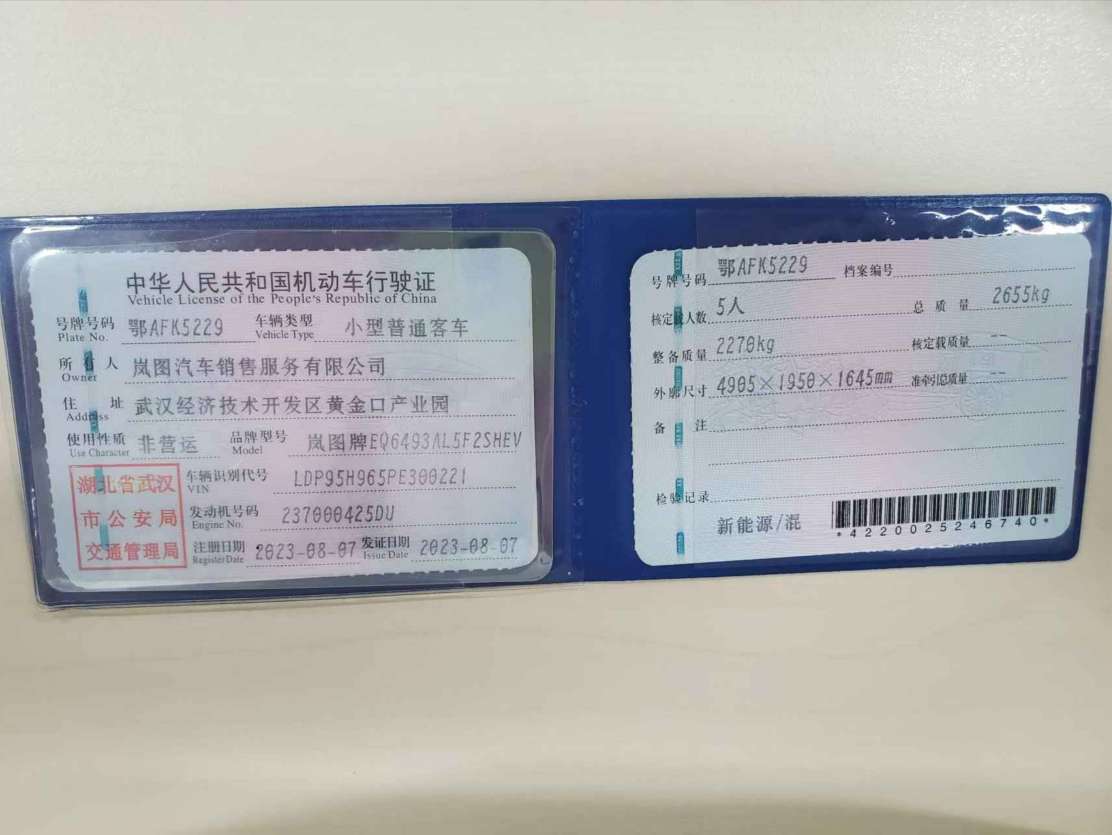 中华人民共和国机动车行驶证
Vehicle License of the People's Republic of China
号牌号码 鄂AFK5229 车辆类型 小型普通客车
Plate No. Vehicle Type
所有人 岚图汽车销售服务有限公司
Owner
住址 武汉经济技术开发区黄金口产业园
Address
使用性质 非营运 品牌型号 岚图牌EQ6493AL5F2SHEV
Use Character Model
湖北省武汉
市公安局
交通管理局
车辆识别代号 LDP95H965PE300221
VIN
发动机号码 237000425DU
Engine No.
注册日期 2023-08-07 发证日期 2023-08-07
Register Date Issue Date
号牌号码 鄂AFK5229 档案编号
核定载人数 5人 总质量 2655kg
整备质量 2270kg 核定载质量 --
外廓尺寸 4905×1950×1645mm 准牵引总质量 --
备注
检验记录
新能源/混
*4220025246740*